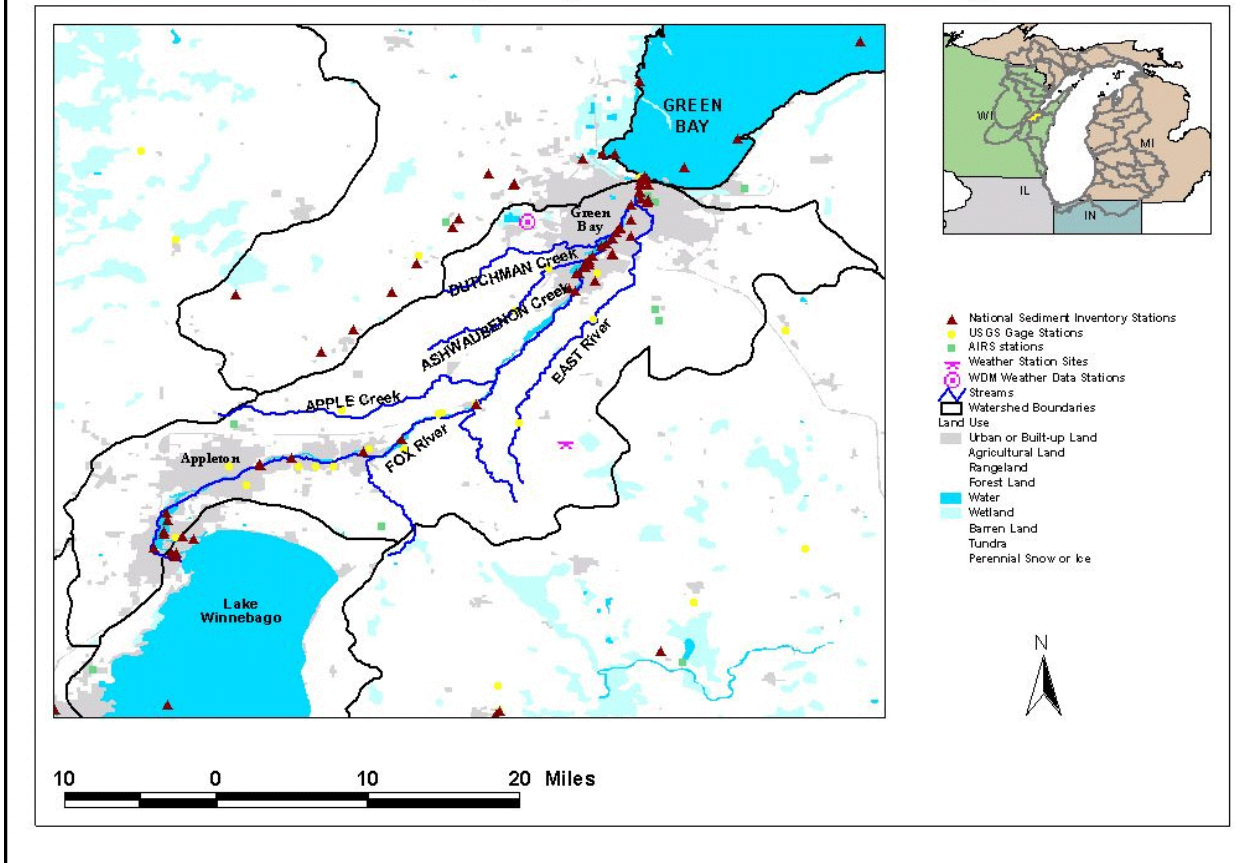 GREEN
BAY
Green
Bay
DUTCHMAN Creek
ASHWAUBENON Creek
EAST River
APPLE Creek
FOX River
Appleton
Lake
Winnebago
WI
MI
IL
IN
National Sediment Inventory Stations
USGS Gage Stations
AIRS stations
Weather Station Sites
WDM Weather Data Stations
Streams
Watershed Boundaries
Land Use
Urban or Built-up Land
Agricultural Land
Rangeland
Forest Land
Water
Wetland
Barren Land
Tundra
Perennial Snow or Ice
N
10 0 10 20 Miles